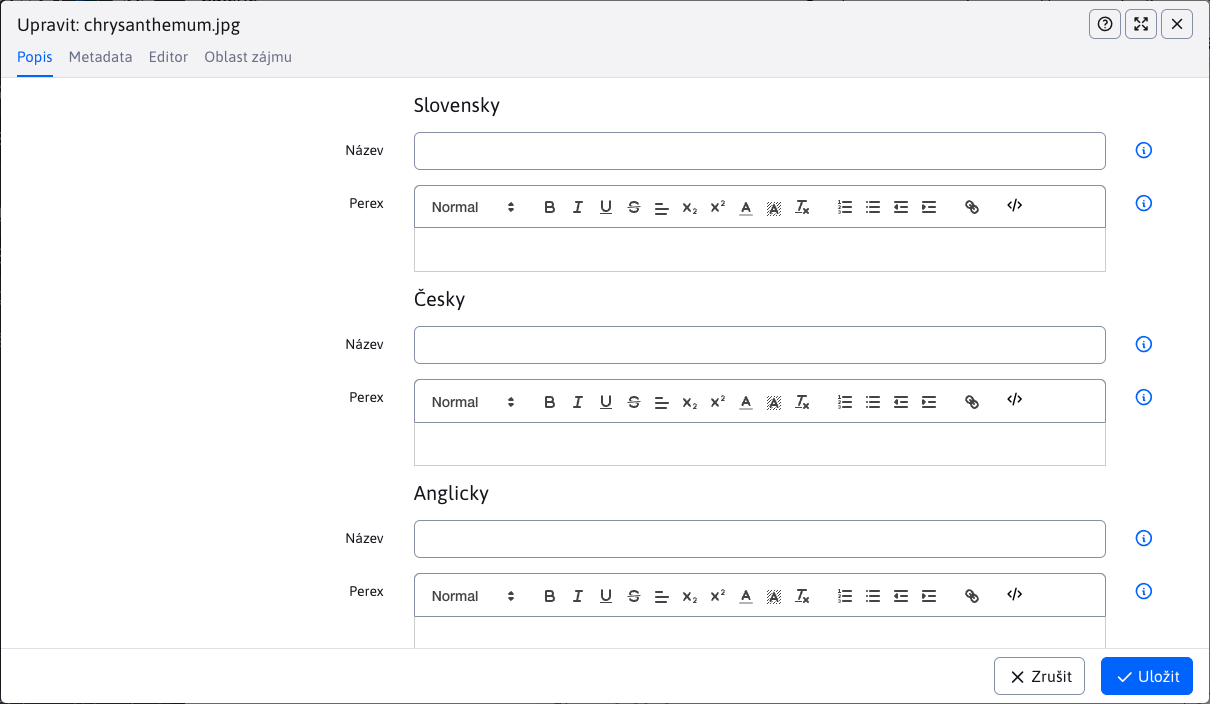 Upravit: chrysanthemum.jpg
Popis Metadata Editor Oblast zájmu
Slovensky
Název
Perex Normal
Česky
Název
Perex Normal
Anglicky
Název
Perex Normal
Zrušit Uložit